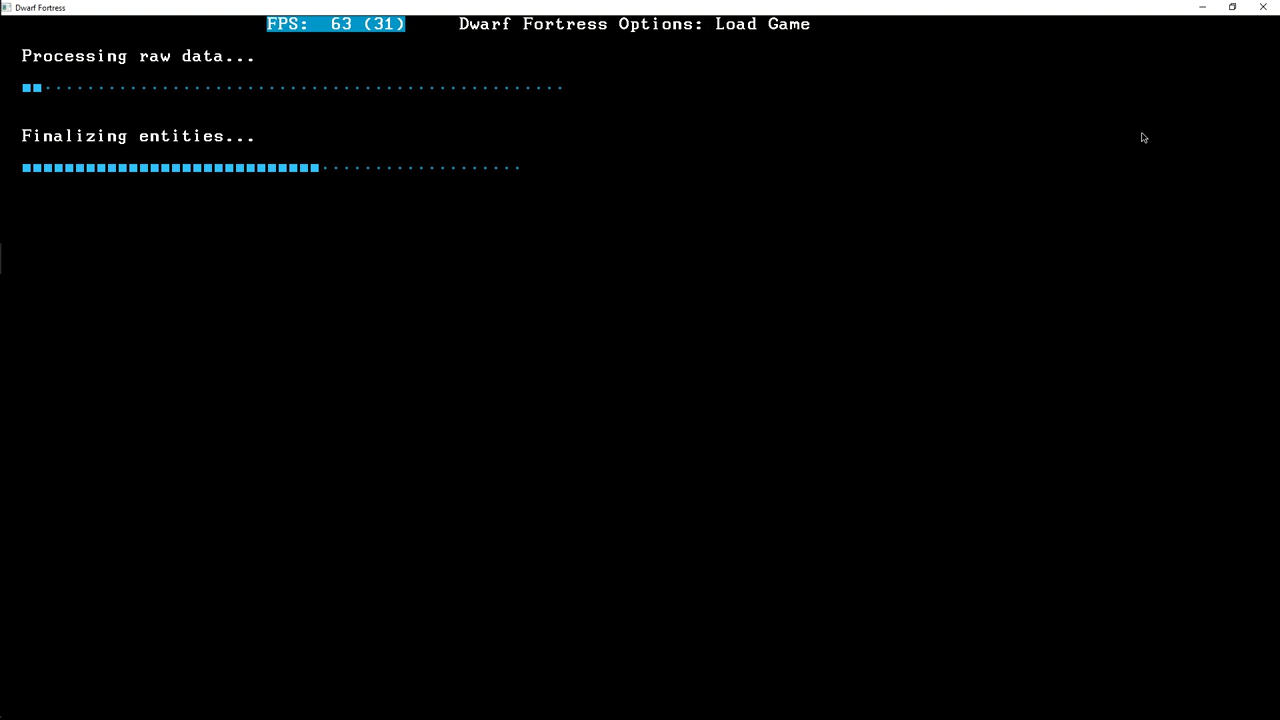 Dwarf Fortress
FPS:  63 (31) Dwarf Fortress Options: Load Game
Processing raw data...
Finalizing entities...